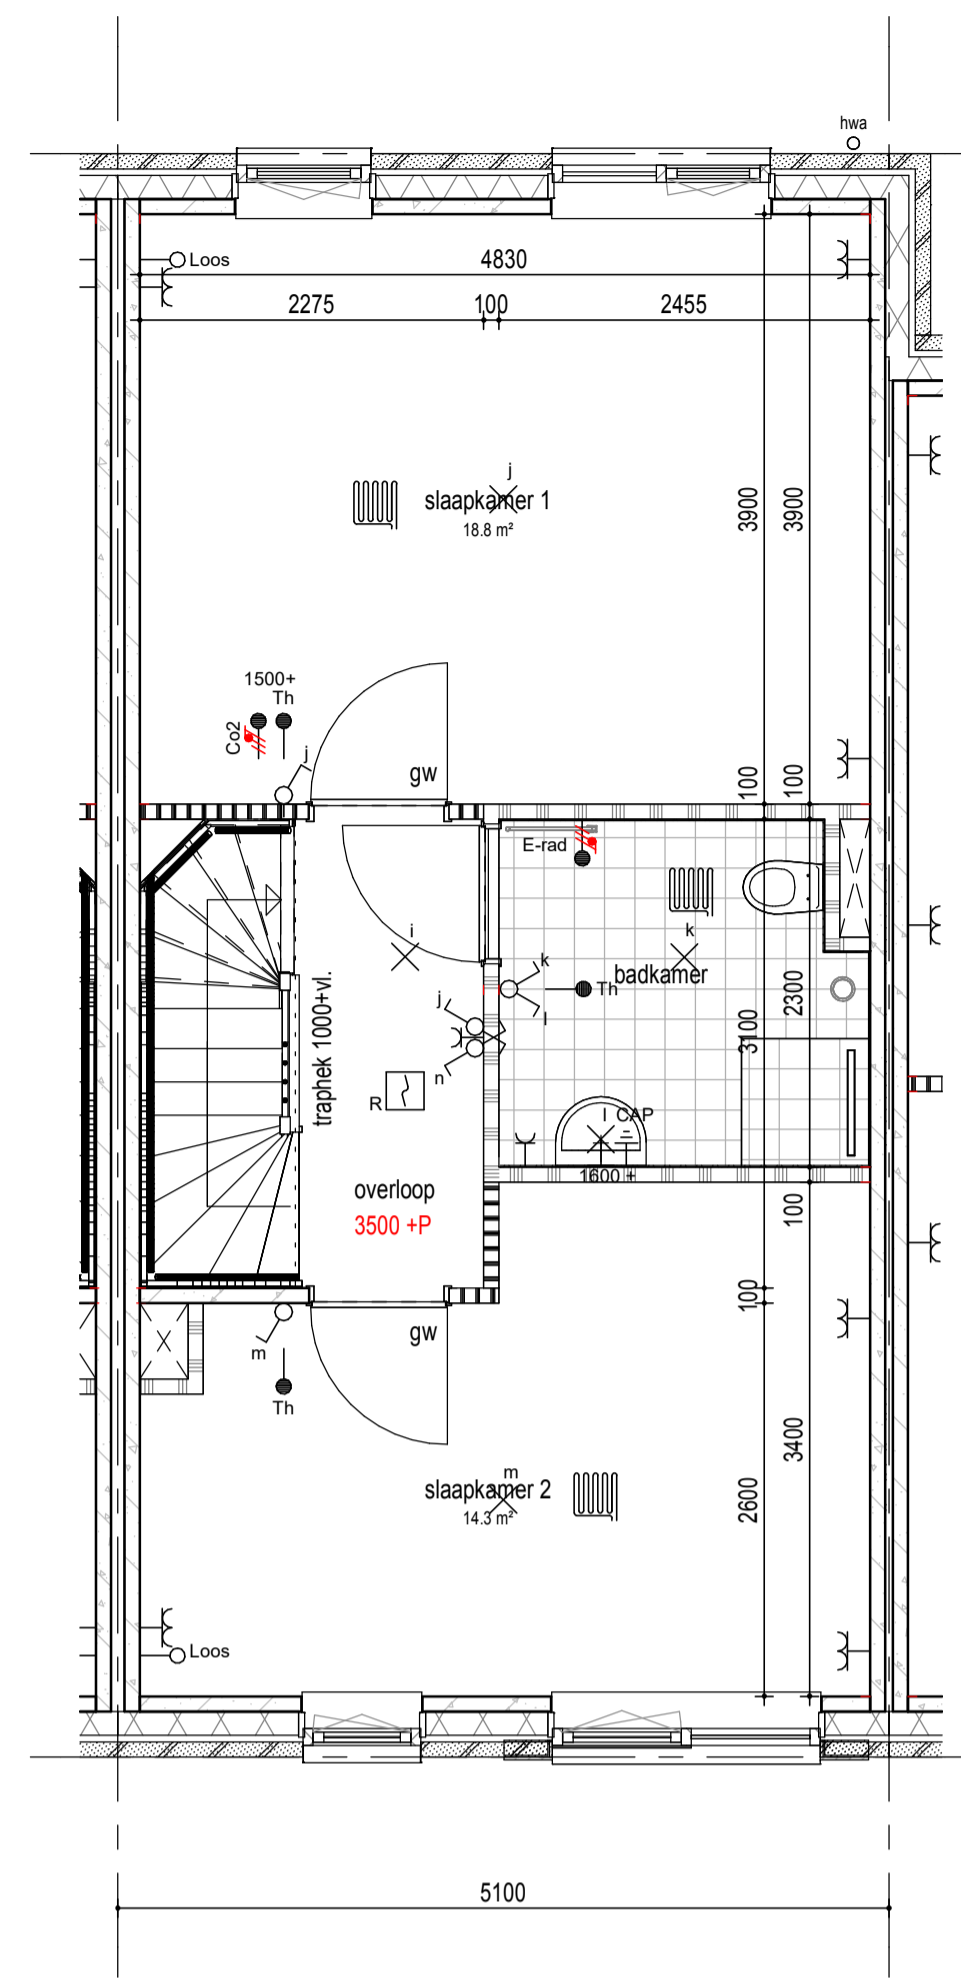 hwa
Loos
4830
2275 100 2455
j
slaapkamer 1
18.8 m²
3900 3900
1500+
Th
Co2
j
gw
100 100
E-rad
i
k
badkamer
k
l
Th
2300
3100
j
n
traphek 1000+vl.
R
l CAP
1600 +
overloop
3500 +P
100
100
gw
m
Th
m
slaapkamer 2
14.3 m²
3400
2600
Loos
5100